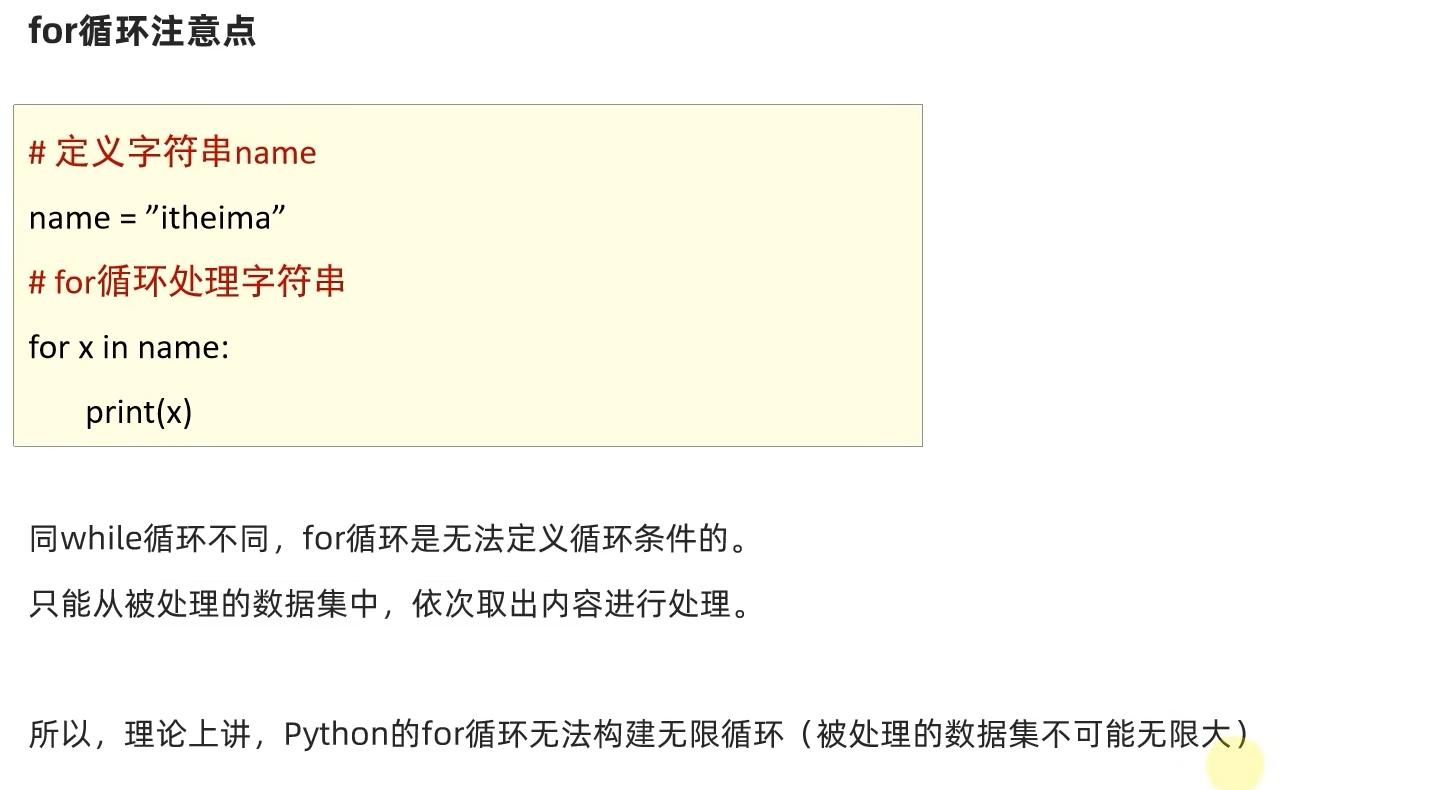 for循环注意点
# 定义字符串name
name = ”itheima”
# for循环处理字符串
for x in name:
print(x)
同while循环不同，for循环是无法定义循环条件的。
只能从被处理的数据集中，依次取出内容进行处理。
所以，理论上讲，Python的for循环无法构建无限循环（被处理的数据集不可能无限大）